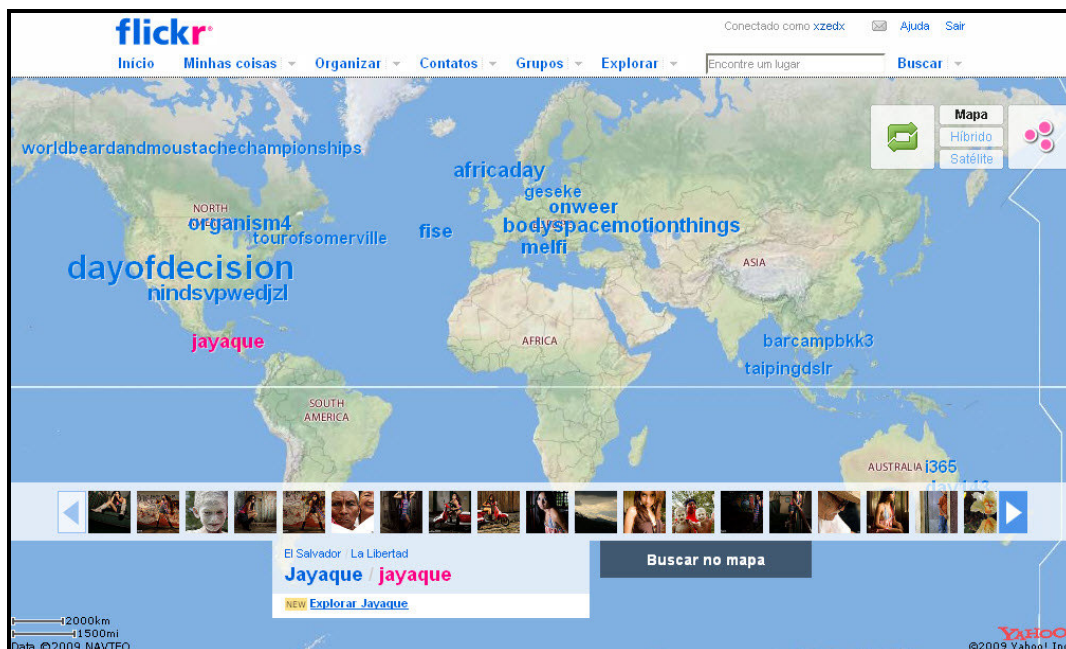 flickr
Conectado como xzedx Ajuda Sair
Início Minhas coisas Organizar Contatos Grupos Explorar Encontre um lugar Buscar
Mapa
Híbrido
Satélite
worldbeardandmoustachechampionships
africaday
geseke
onweer
NORTH
organism4
bodyspacemotionthings
tourofsomerville
fise
melfi
ASIA
dayofdecision
nindsvpwedjzl
jayaque
AFRICA
barcampbkk3
taipingdslr
SOUTH
AMERICA
AUSTRALIA i365
day143
El Salvador / La Libertad
Jayaque / jayaque
Buscar no mapa
NEW Explorar Jayaque
2000km
1500mi
Data ©2009 NAVTEQ
YAHOO
©2009 Yahoo! Inc